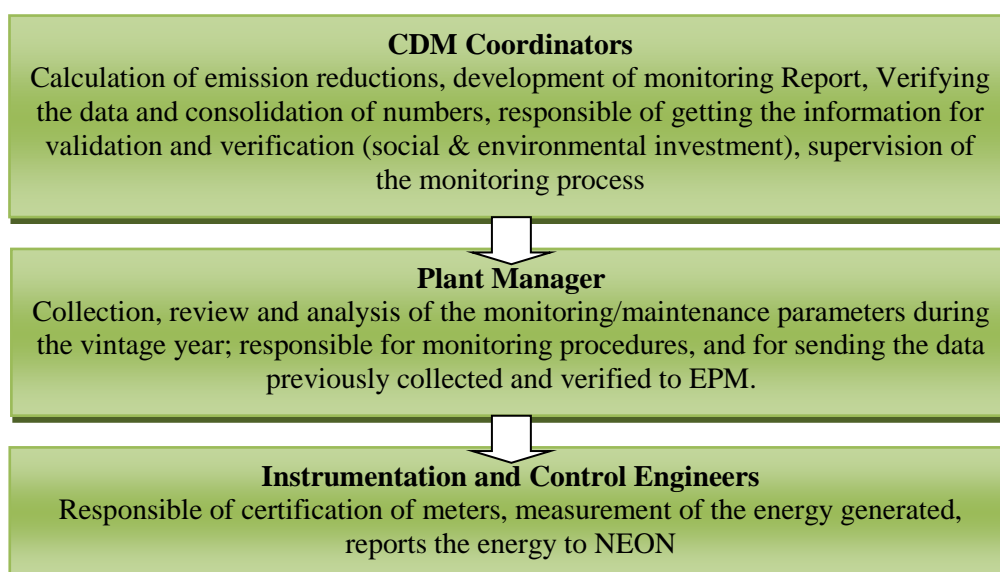 CDM Coordinators
Calculation of emission reductions, development of monitoring Report, Verifying
the data and consolidation of numbers, responsible of getting the information for
validation and verification (social & environmental investment), supervision of
the monitoring process
Plant Manager
Collection, review and analysis of the monitoring/maintenance parameters during
the vintage year; responsible for monitoring procedures, and for sending the data
previously collected and verified to EPM.
Instrumentation and Control Engineers
Responsible of certification of meters, measurement of the energy generated,
reports the energy to NEON